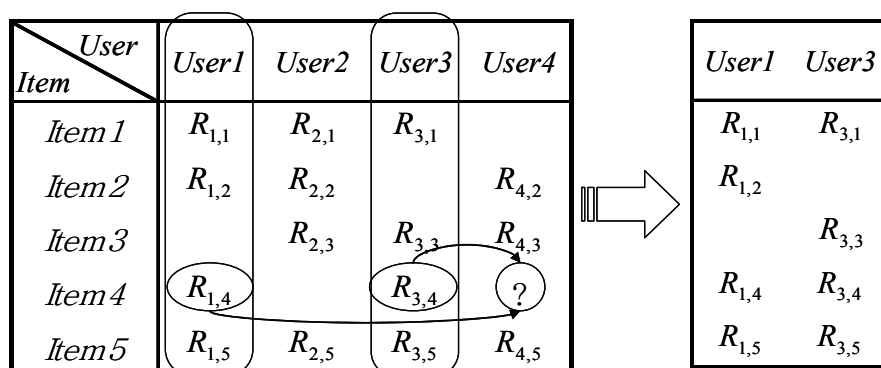 User
Item User1 User2 User3 User4
Item1 R1,1 R2,1 R3,1
Item2 R1,2 R2,2 R4,2
Item3 R2,3 R3,3 R4,3
Item4 R1,4 R3,4 ?
Item5 R1,5 R2,5 R3,5 R4,5
User1 User3
R1,1 R3,1
R1,2
R3,3
R1,4 R3,4
R1,5 R3,5